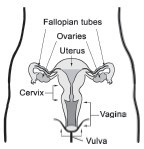 Fallopian tubes
Ovaries
Uterus
Cervix
Vagina
Vulva